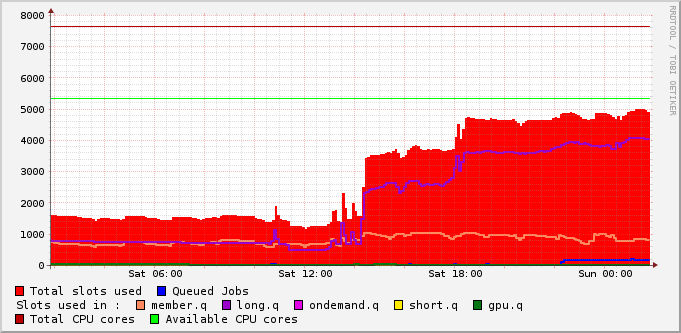 RRDTOOL / TOBI OETIKER
8000
7000
6000
5000
4000
3000
2000
1000
0
Sat 06:00 Sat 12:00 Sat 18:00 Sun 00:00
Total slots used Queued Jobs
Slots used in : member.q long.q ondemand.q short.q gpu.q
Total CPU cores Available CPU cores